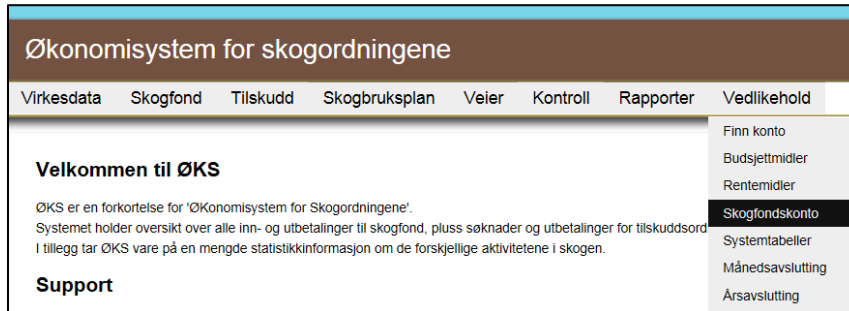 Økonomisystem for skogordningene
Virkesdata Skogfond Tilskudd Skogbruksplan Veier Kontroll Rapporter Vedlikehold
Finn konto
Budsjettmidler
Rentemidler
Skogfondskonto
Systemtabeller
Månedsavslutting
Årsavslutting
Velkommen til ØKS
ØKS er en forkortelse for 'ØKonomisystem for Skogordningene'.
Systemet holder oversikt over alle inn- og utbetalinger til skogfond, pluss søknader og utbetalinger for tilskuddsord
I tillegg tar ØKS vare på en mengde statistikkinformasjon om de forskjellige aktivitetene i skogen.
Support